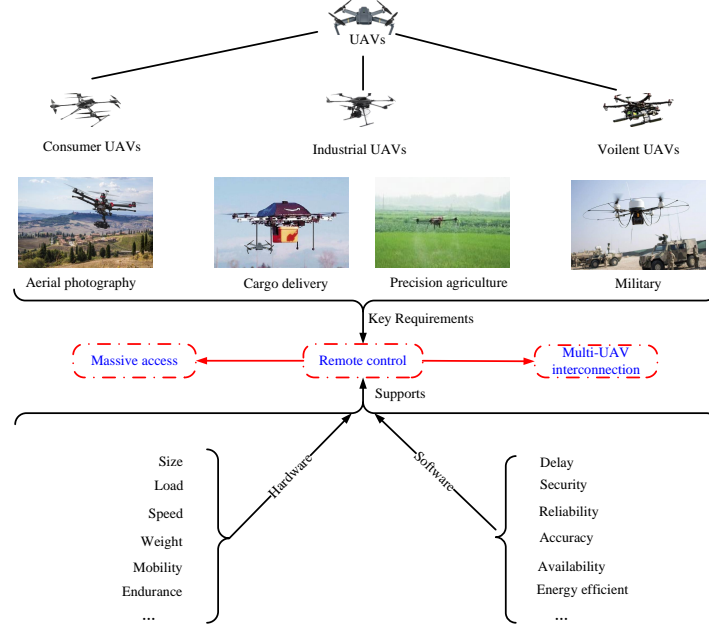 UAVs
Consumer UAVs
Industrial UAVs
Voilent UAVs
Aerial photography
Cargo delivery
Precision agriculture
Military
Key Requirements
Massive access
Remote control
Multi-UAV
interconnection
Supports
Hardware
Software
Size
Load
Speed
Weight
Mobility
Endurance
...
Delay
Security
Reliability
Accuracy
Availability
Energy efficient
...